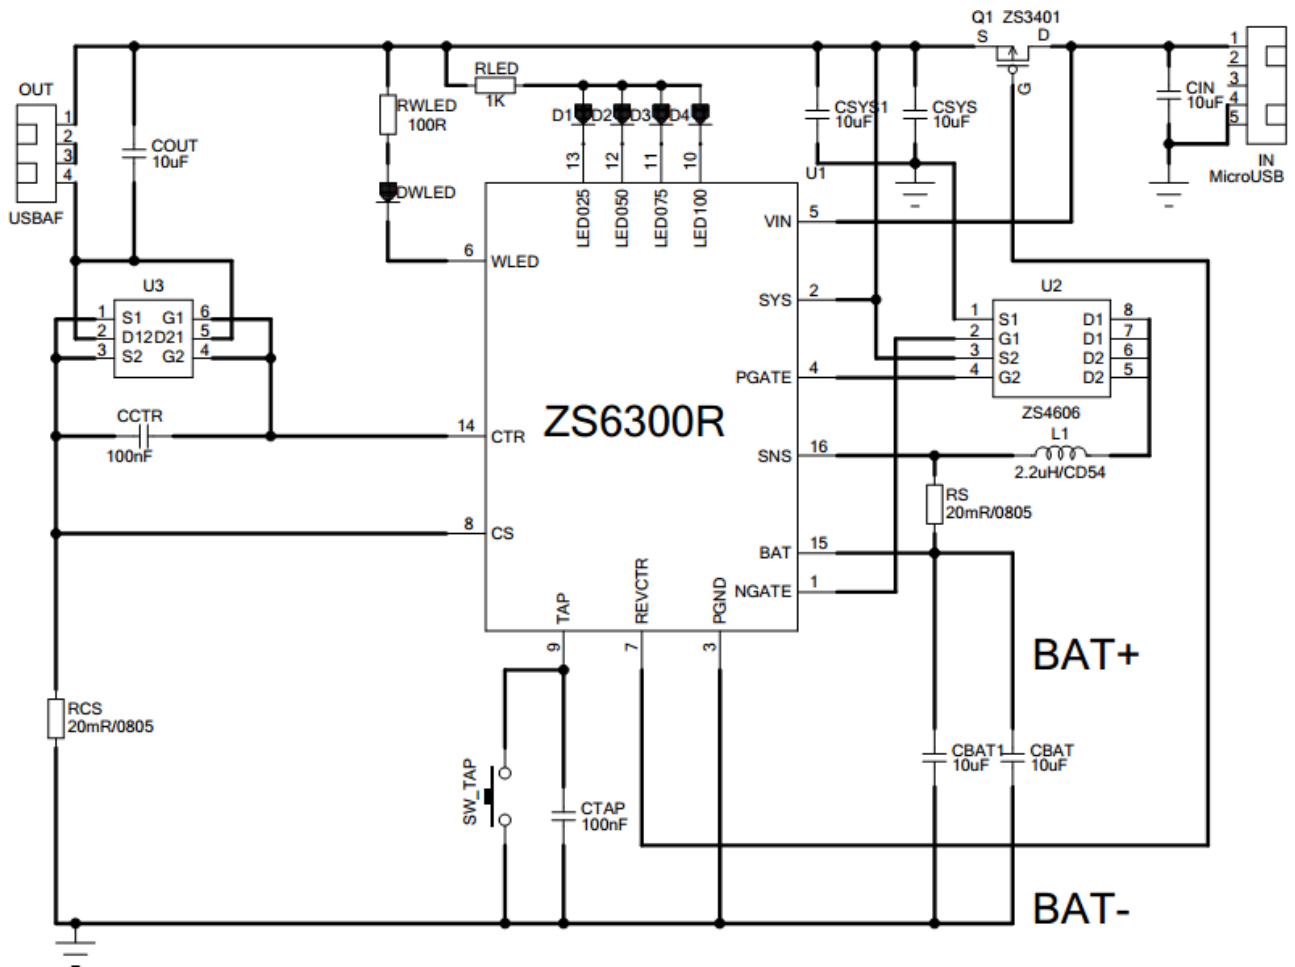 Q1 ZS3401
S D
G
1
2
3
4
5
CIN
10uF
IN
MicroUSB
OUT
1
2
3
4
USBAF
COUT
10uF
RWLED
100R
DWLED
RLED
1K
D1 D2 D3 D4
13 12 11 10
LED025 LED050 LED075 LED100
CSYS1
10uF
CSYS
10uF
U1
VIN 5
6 WLED
SYS 2
PGATE 4
14 CTR
ZS6300R
SNS 16
8 CS
BAT 15
NGATE 1
TAP REVCTR PGND
9 7 3
U3
1 S1 G1 6
2 D12 D21 5
3 S2 G2 4
CCTR
100nF
U2
1 S1 D1 8
2 G1 D1 7
3 S2 D2 6
4 G2 D2 5
ZS4606
L1
2.2uH/CD54
RS
20mR/0805
BAT+
RCS
20mR/0805
SW_TAP
CTAP
100nF
CBAT1
10uF
CBAT
10uF
BAT-